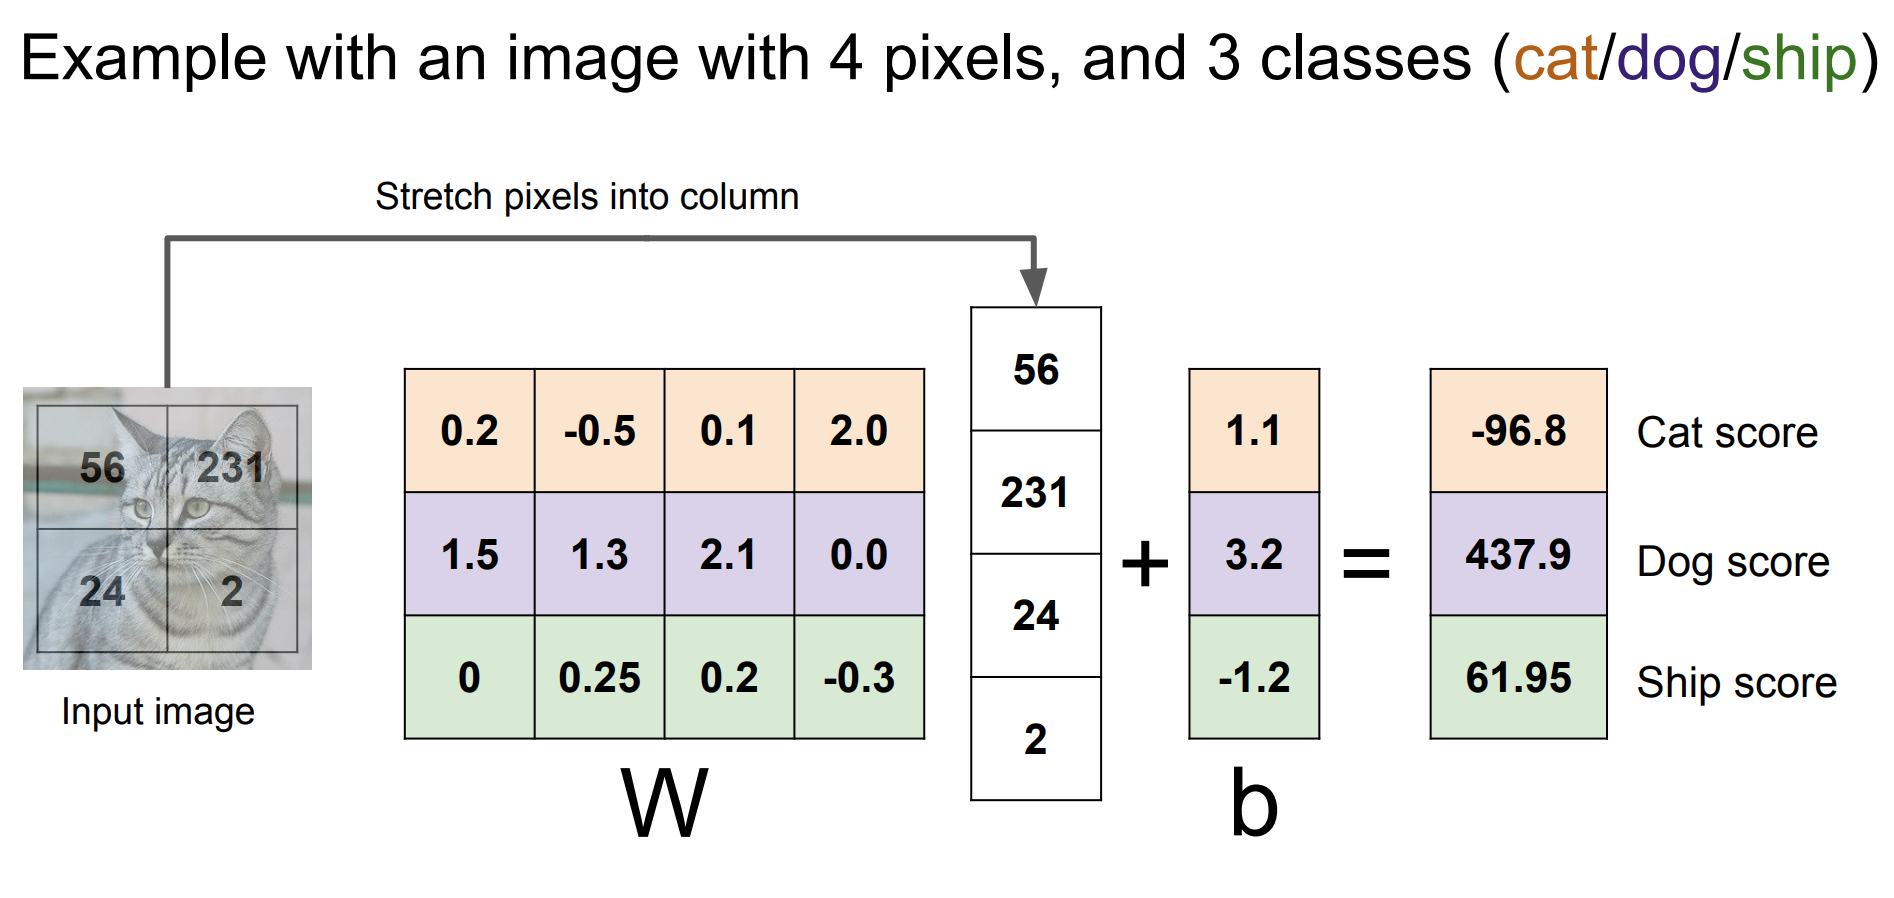 Example with an image with 4 pixels, and 3 classes (cat/dog/ship)
Stretch pixels into column
56 231
24 2
Input image
0.2 -0.5 0.1 2.0
1.5 1.3 2.1 0.0
0 0.25 0.2 -0.3
W
56
231
24
2
+
1.1
3.2
-1.2
b
=
-96.8 Cat score
437.9 Dog score
61.95 Ship score